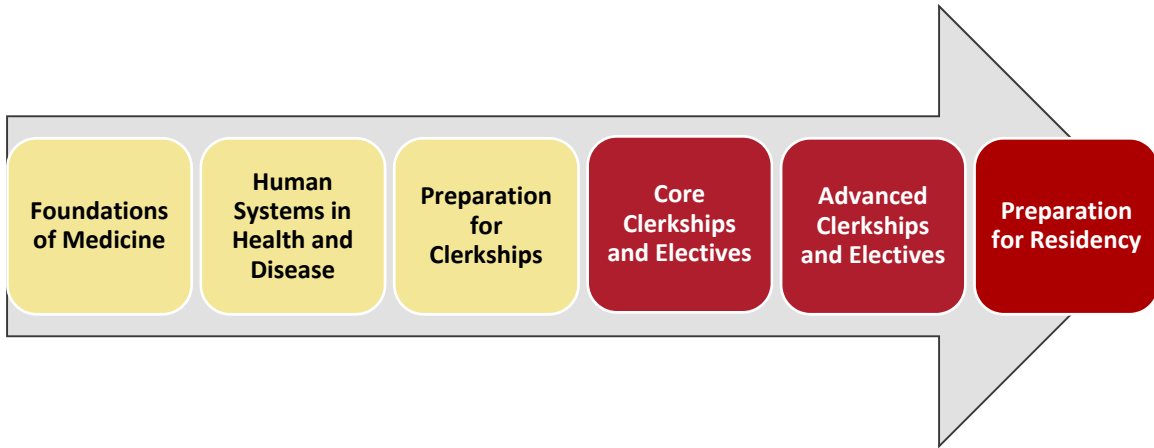 Foundations
of Medicine
Human
Systems in
Health and
Disease
Preparation
for
Clerkships
Core
Clerkships
and Electives
Advanced
Clerkships
and Electives
Preparation
for Residency